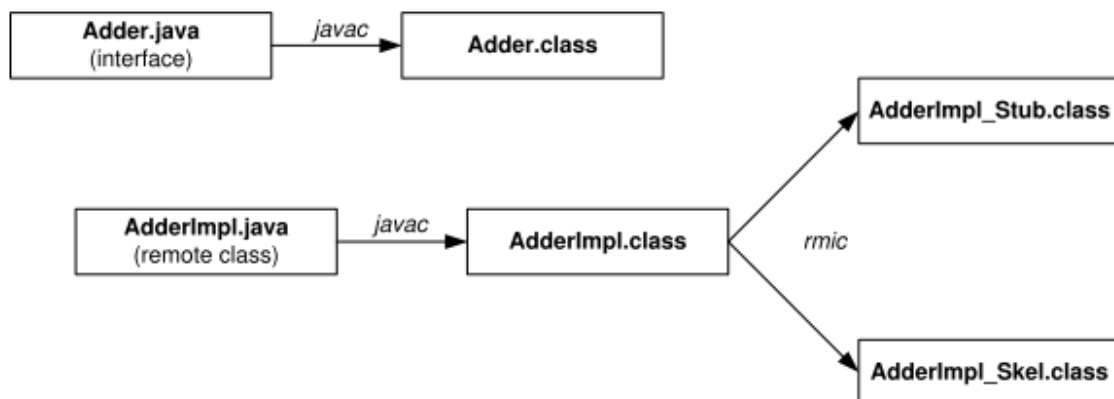 Adder.java
(interface)
javac
Adder.class
AdderImpl_Stub.class
AdderImpl.java
(remote class)
javac
AdderImpl.class
rmic
AdderImpl_Skel.class